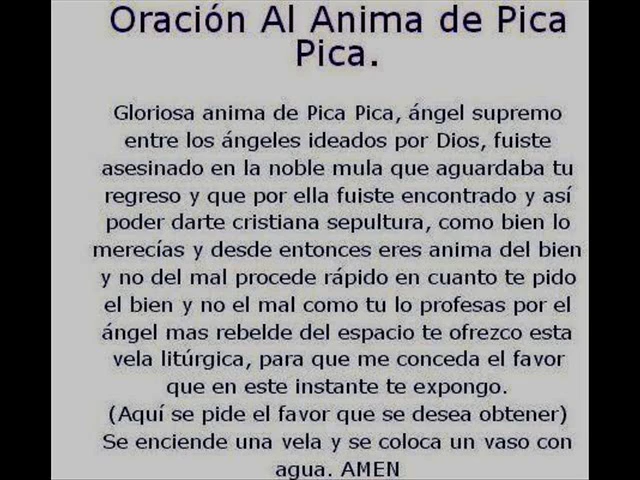 Oración Al Anima de Pica
Pica.
Gloriosa anima de Pica Pica, ángel supremo
entre los ángeles ideados por Dios, fuiste
asesinado en la noble mula que aguardaba tu
regreso y que por ella fuiste encontrado y así
poder darte cristiana sepultura, como bien lo
merecías y desde entonces eres anima del bien
y no del mal procede rápido en cuanto te pido
el bien y no el mal como tu lo profesas por el
ángel mas rebelde del espacio te ofrezco esta
vela litúrgica, para que me conceda el favor
que en este instante te expongo.
(Aquí se pide el favor que se desea obtener)
Se enciende una vela y se coloca un vaso con
agua. AMEN